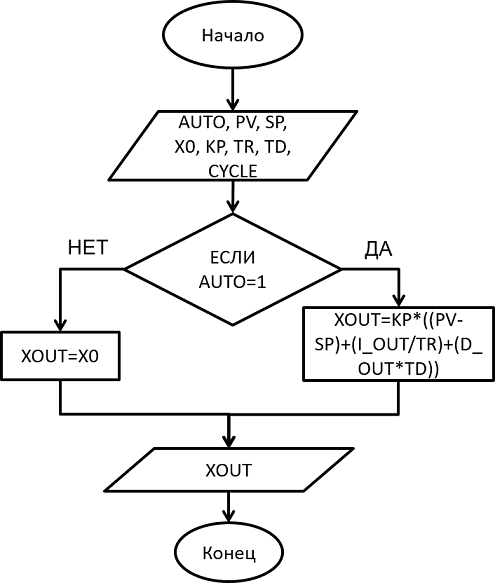 Начало
AUTO, PV, SP,
X0, KP, TR, TD,
CYCLE
НЕТ
ЕСЛИ
AUTO=1
ДА
XOUT=X0
XOUT=KP*((PV-
SP)+(I_OUT/TR)+(D_
OUT*TD))
XOUT
Конец